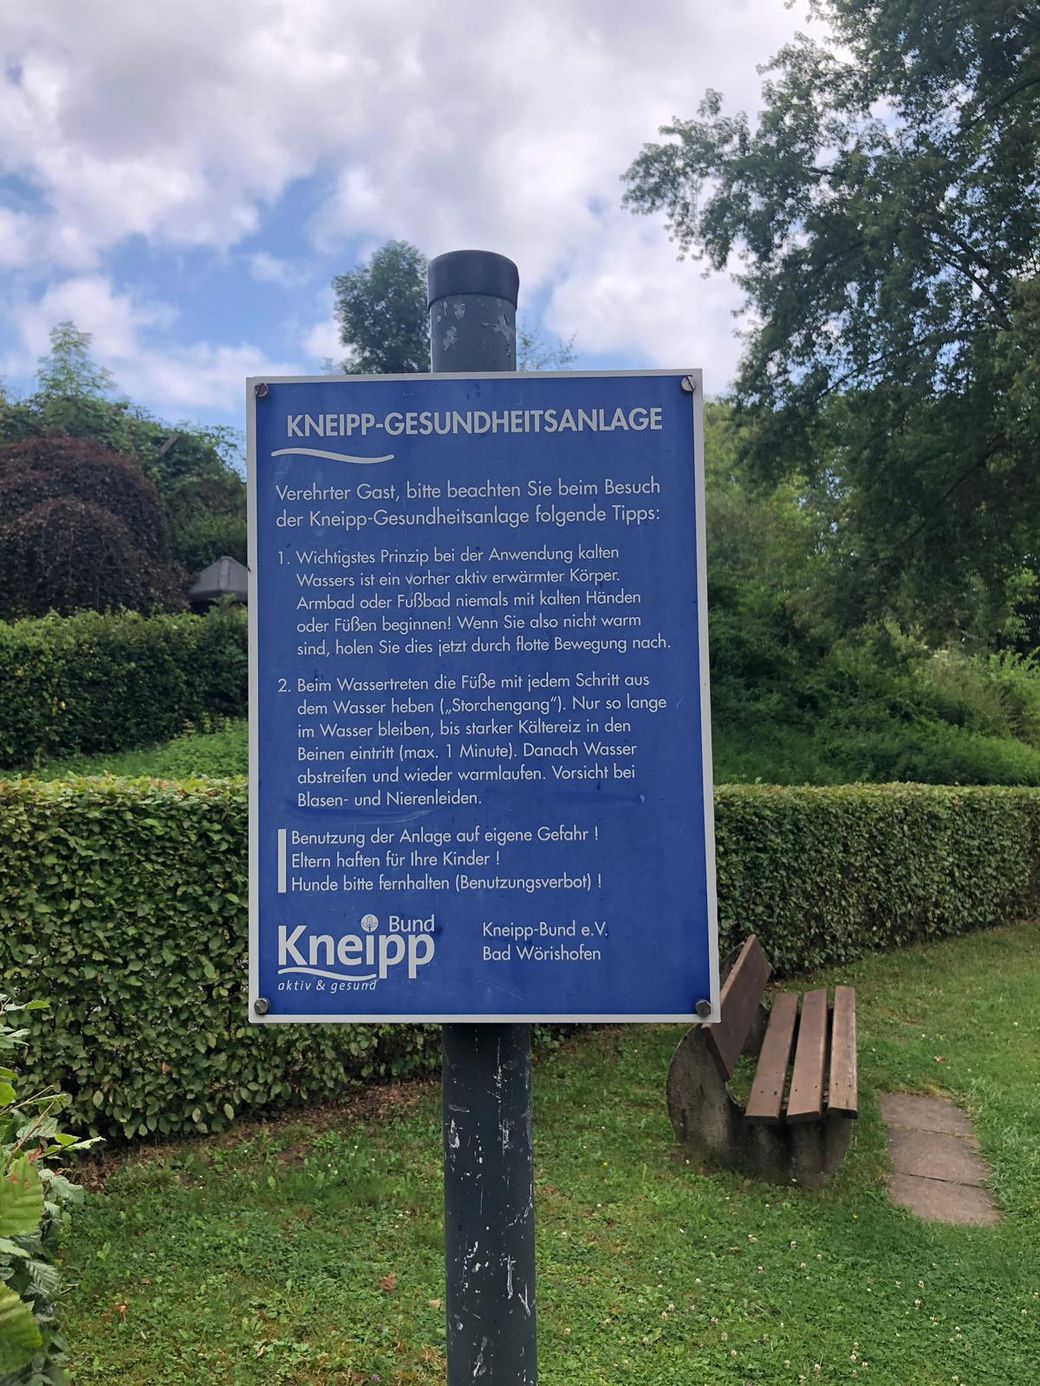 KNEIPP-GESUNDHEITSANLAGE
Verehrter Gast, bitte beachten Sie beim Besuch
der Kneipp-Gesundheitsanlage folgende Tipps:
1. Wichtigstes Prinzip bei der Anwendung kalten
Wassers ist ein vorher aktiv erwärmter Körper.
Armbad oder Fußbad niemals mit kalten Händen
oder Füßen beginnen! Wenn Sie also nicht warm
sind, holen Sie dies jetzt durch flotte Bewegung nach.
2. Beim Wassertreten die Füße mit jedem Schritt aus
dem Wasser heben („Storchengang“). Nur so lange
im Wasser bleiben, bis starker Kältereiz in den
Beinen eintritt (max. 1 Minute). Danach Wasser
abstreifen und wieder warmlaufen. Vorsicht bei
Blasen- und Nierenleiden.
Benutzung der Anlage auf eigene Gefahr !
Eltern haften für Ihre Kinder !
Hunde bitte fernhalten (Benutzungsverbot) !
Bund
Kneipp
aktiv & gesund
Kneipp-Bund e.V.
Bad Wörishofen